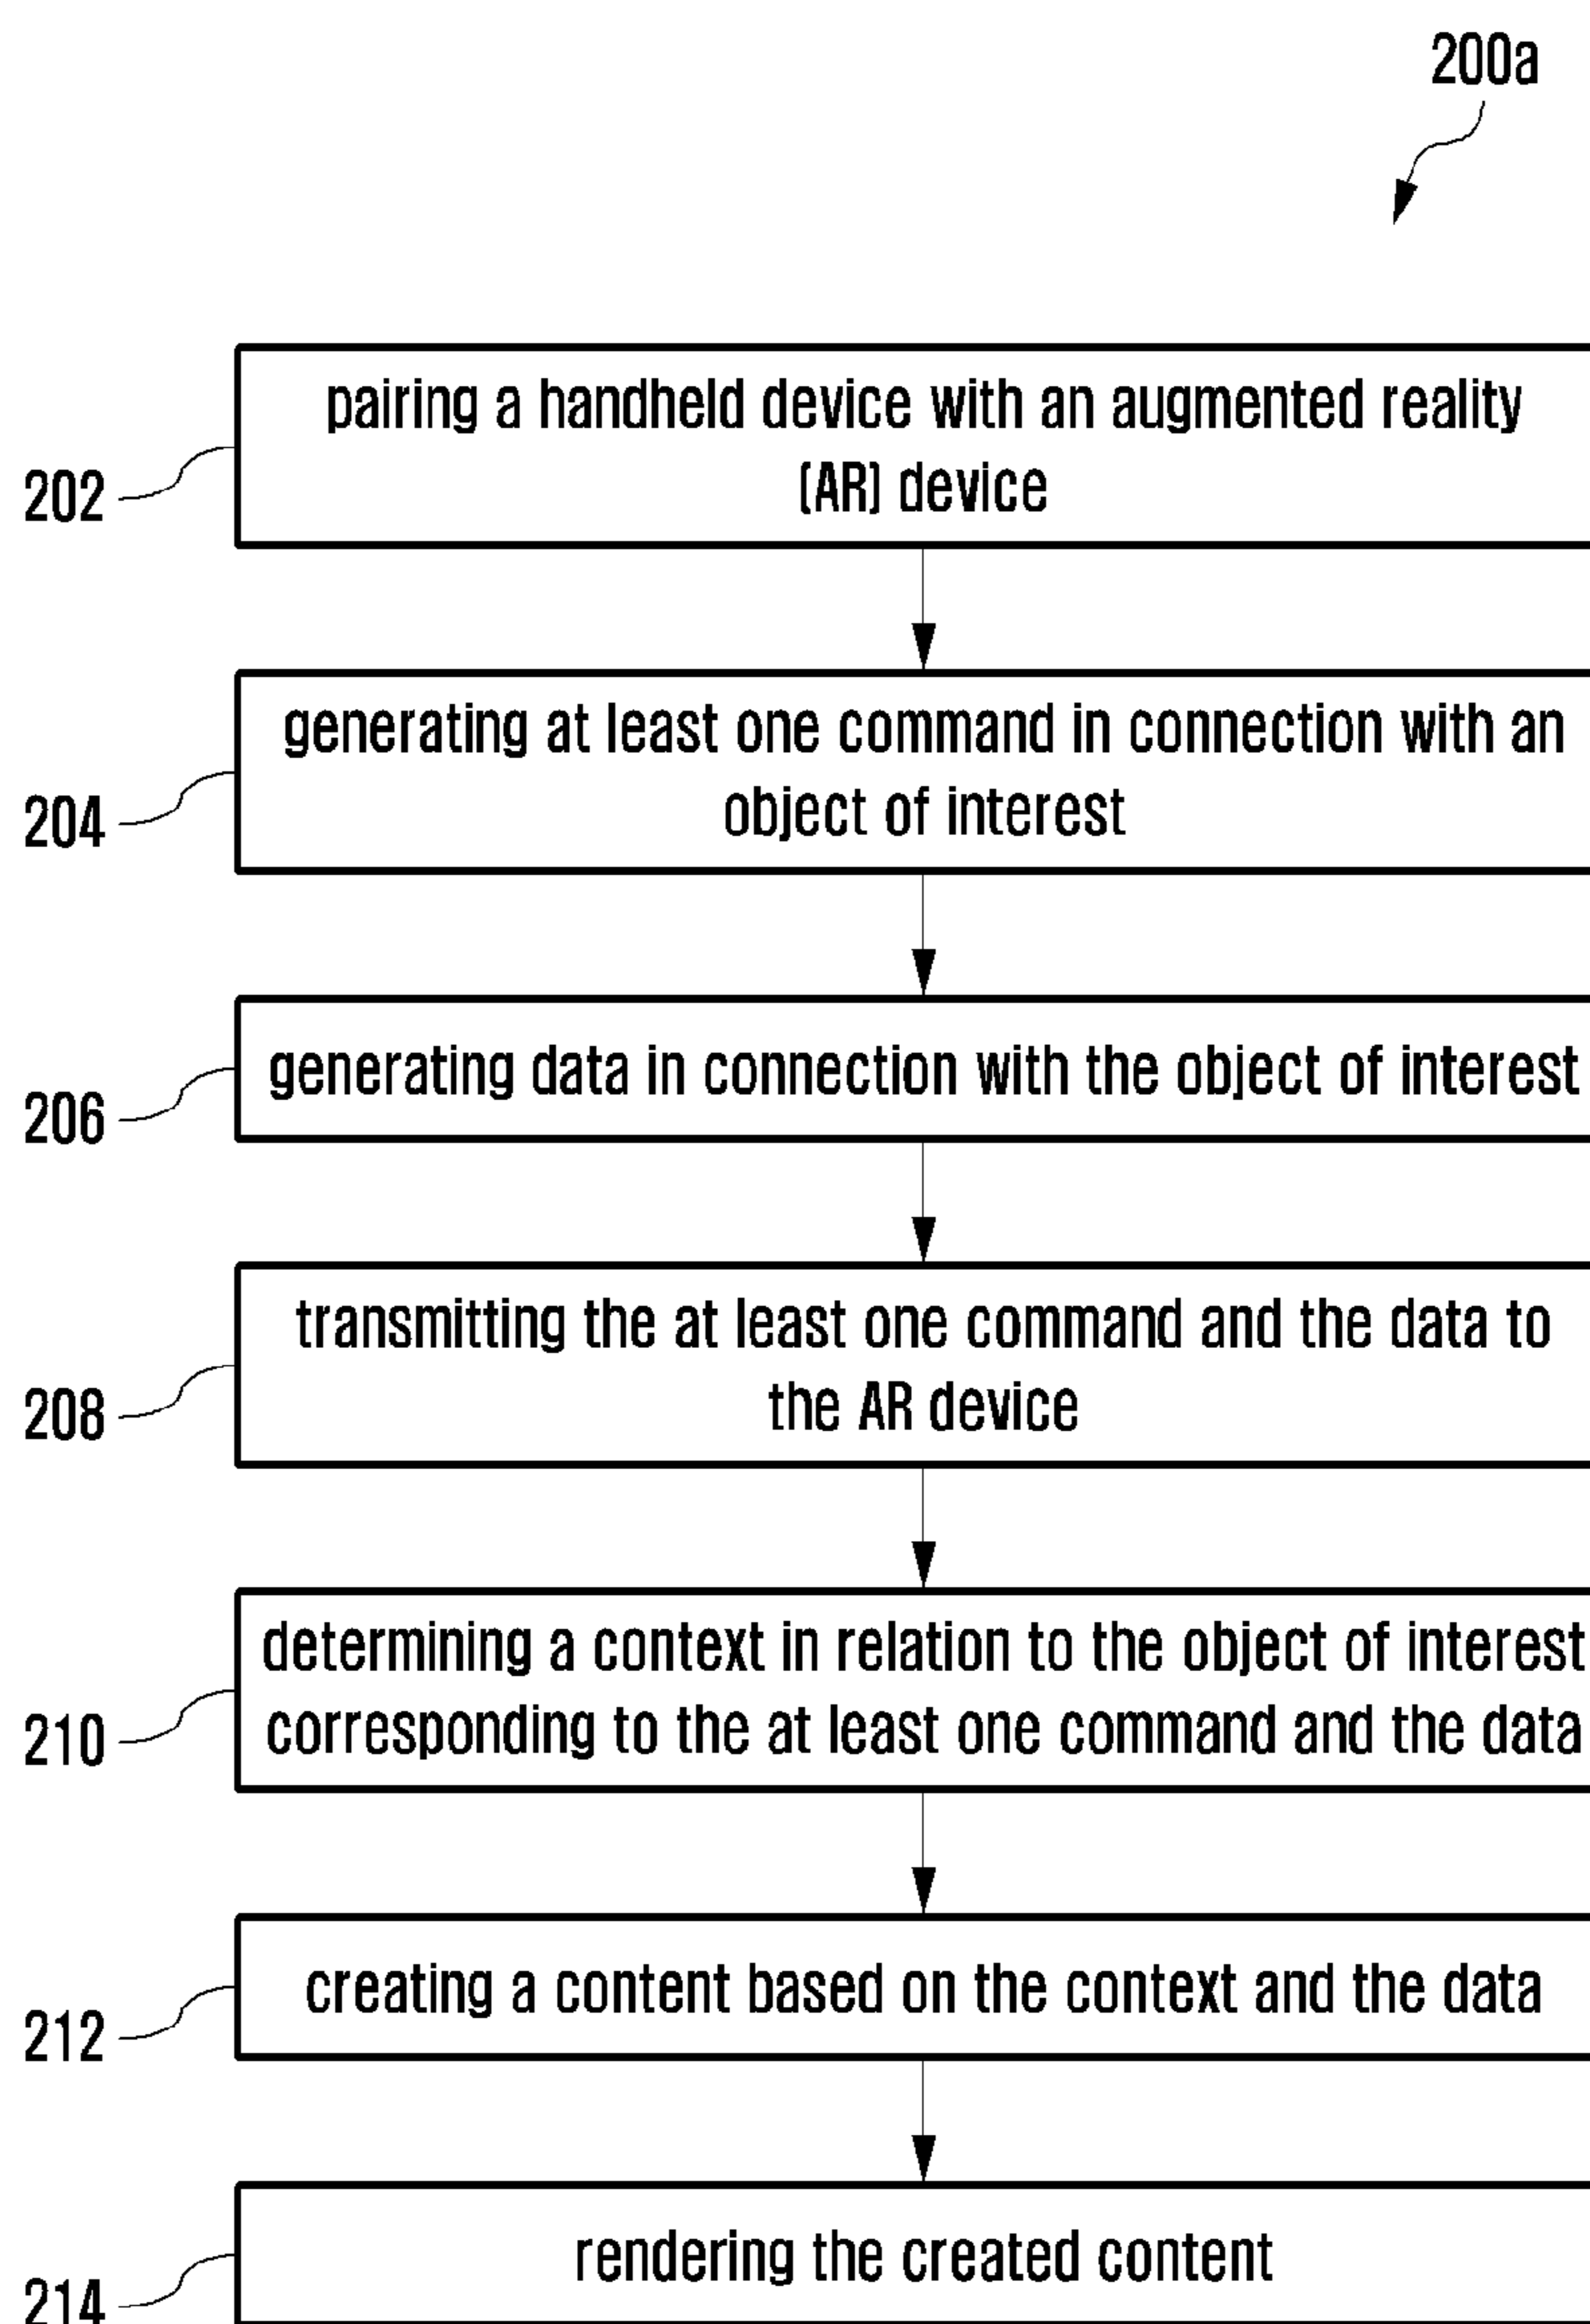 200a
pairing a handheld device with an augmented reality
(AR) device
202
generating at least one command in connection with an
object of interest
204
generating data in connection with the object of interest
206
transmitting the at least one command and the data to
the AR device
208
determining a context in relation to the object of interest
corresponding to the at least one command and the data
210
creating a content based on the context and the data
212
rendering the created content
214